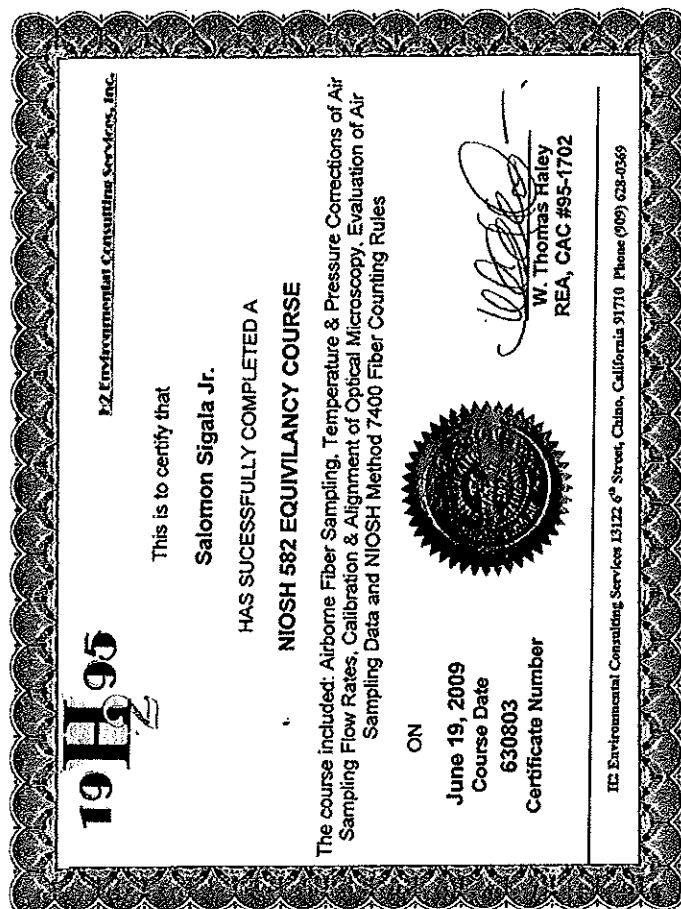 19 H2 95
H2 Environmental Consulting Services, Inc.
This is to certify that
Salomon Sigala Jr.
HAS SUCESSFULLY COMPLETED A
NIOSH 582 EQUIVILANCY COURSE
The course included: Airborne Fiber Sampling, Temperature & Pressure Corrections of Air
Sampling Flow Rates, Calibration & Alignment of Optical Microscopy, Evaluation of Air
Sampling Data and NIOSH Method 7400 Fiber Counting Rules
ON
June 19, 2009
Course Date
630803
Certificate Number
W. Thomas Haley
REA, CAC #95-1702
H2 Environmental Consulting Services 13122 6th Street, Chino, California 91710 Phone (909) 628-0369